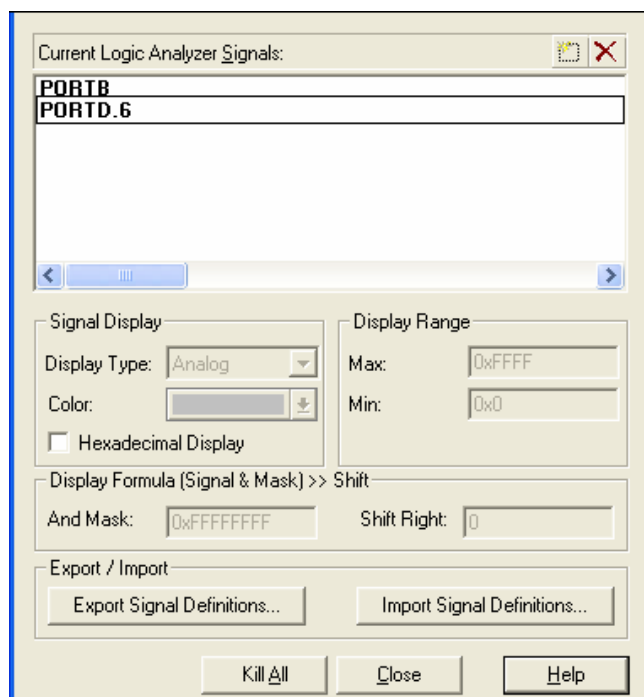 Current Logic Analyzer Signals:
PORTB
PORTD.6
Signal Display
Display Type: Analog
Color:
Hexadecimal Display
Display Range
Max: 0xFFFF
Min: 0x0
Display Formula (Signal & Mask) >> Shift
And Mask: 0xFFFFFFFF Shift Right: 0
Export / Import
Export Signal Definitions... Import Signal Definitions...
Kill All Close Help